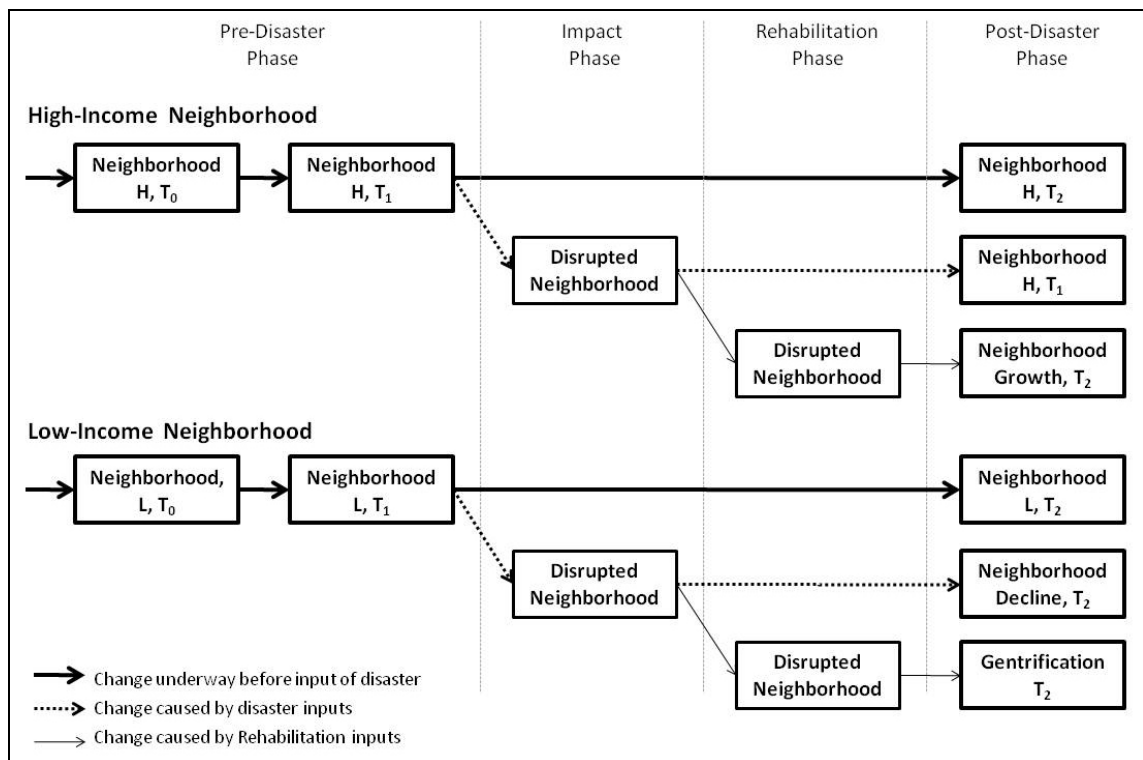 Pre-Disaster
Phase
Impact
Phase
Rehabilitation
Phase
Post-Disaster
Phase
High-Income Neighborhood
Neighborhood
H, T₀
Neighborhood
H, T₁
Neighborhood
H, T₂
Disrupted
Neighborhood
Neighborhood
H, T₁
Disrupted
Neighborhood
Neighborhood
Growth, T₂
Low-Income Neighborhood
Neighborhood,
L, T₀
Neighborhood
L, T₁
Neighborhood
L, T₂
Disrupted
Neighborhood
Neighborhood
Decline, T₂
Disrupted
Neighborhood
Gentrification
T₂
Change underway before input of disaster
Change caused by disaster inputs
Change caused by Rehabilitation inputs